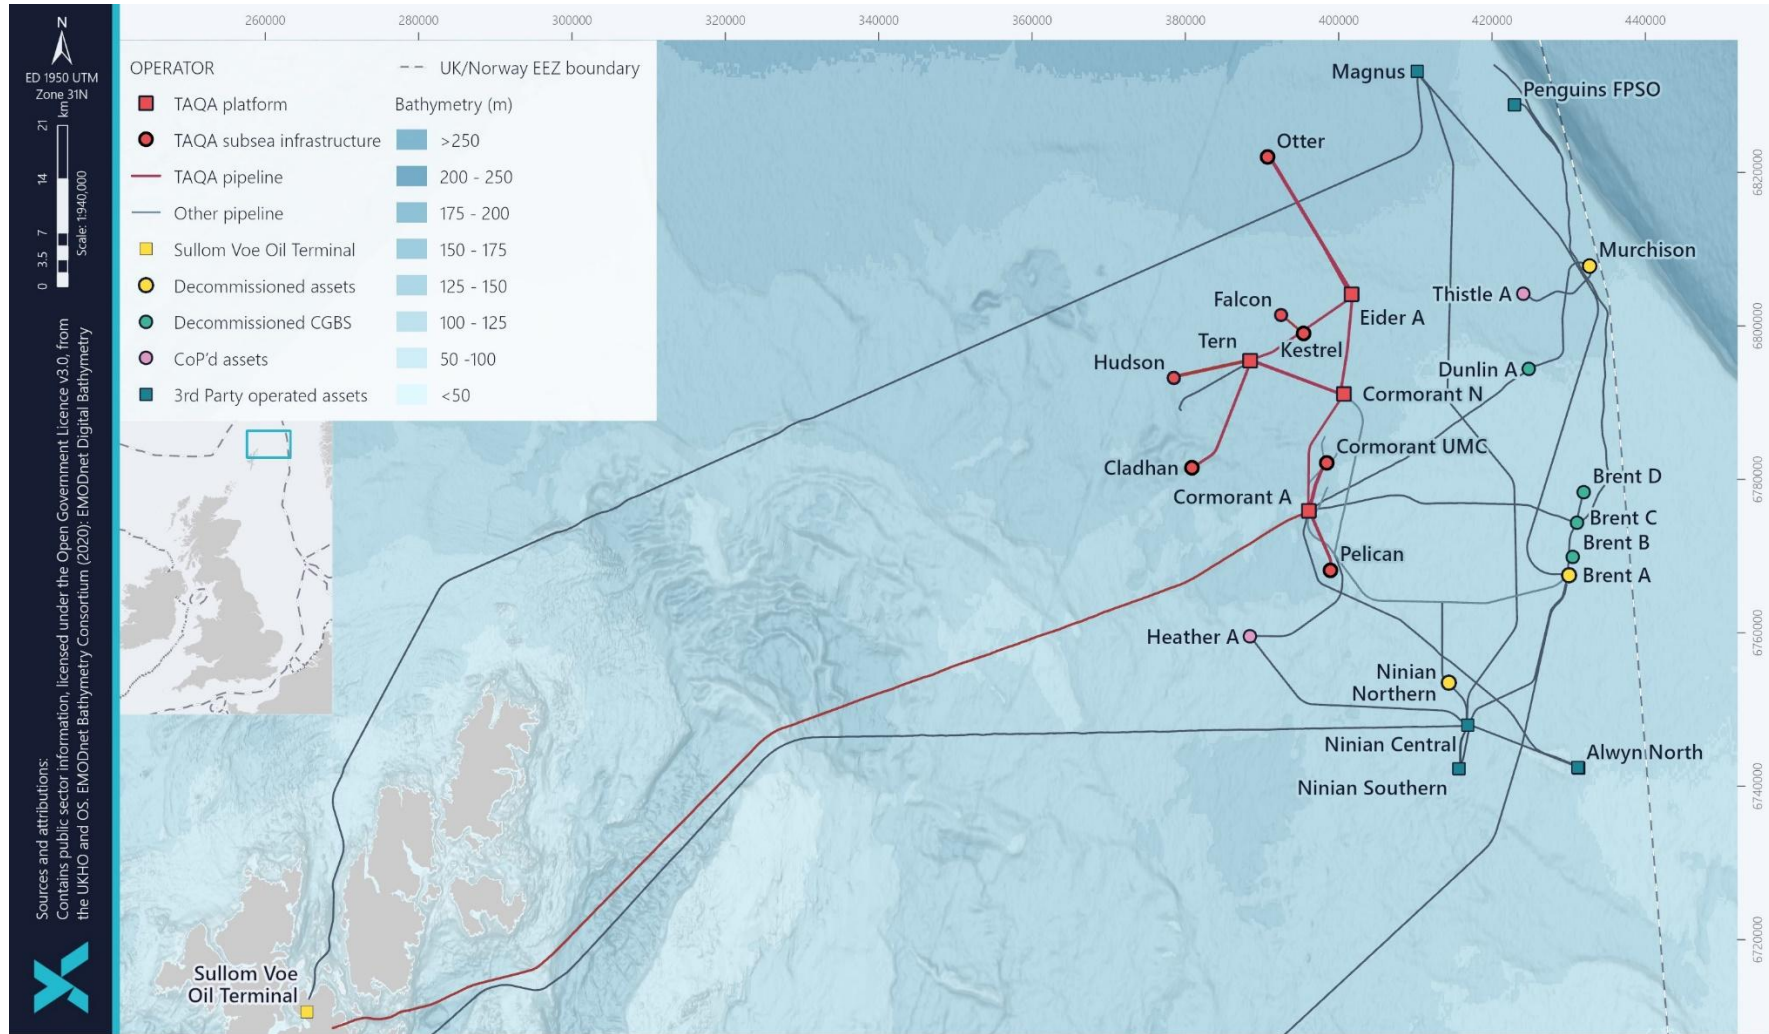 N
ED 1950 UTM
Zone 31N
km
21
14
7
3.5
0
Scale: 1:940,000
Sources and attributions:
Contains public sector information, licensed under the Open Government Licence v3.0, from
the UKHO and OS. EMODnet Bathymetry Consortium (2020): EMODnet Digital Bathymetry
260000
280000
300000
320000
340000
360000
380000
400000
420000
440000
OPERATOR
TAQA platform
TAQA subsea infrastructure
TAQA pipeline
Other pipeline
Sullom Voe Oil Terminal
Decommissioned assets
Decommissioned CGBS
CoP'd assets
3rd Party operated assets
UK/Norway EEZ boundary
Bathymetry (m)
>250
200 - 250
175 - 200
150 - 175
125 - 150
100 - 125
50 -100
<50
Magnus
Penguins FPSO
Otter
Murchison
Thistle A
Falcon
Eider A
Tern
Kestrel
Hudson
Dunlin A
Cormorant N
Cormorant UMC
Cladhan
Brent D
Cormorant A
Brent C
Brent B
Pelican
Brent A
Heather A
Ninian
Northern
Ninian Central
Alwyn North
Ninian Southern
Sullom Voe
Oil Terminal
6820000
6800000
6780000
6760000
6740000
6720000